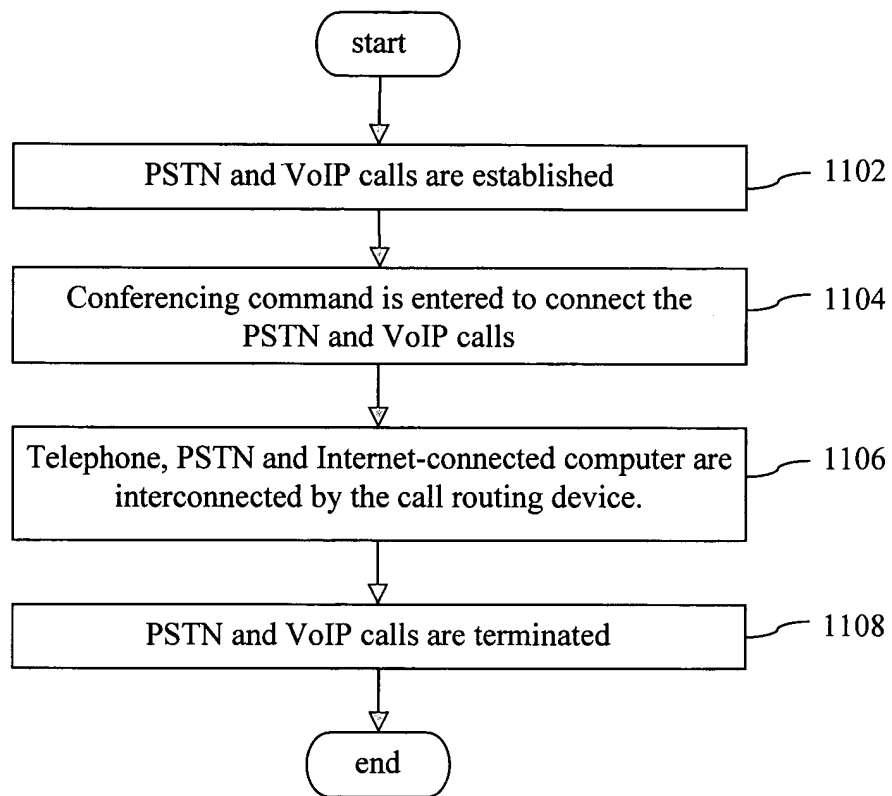 start
PSTN and VoIP calls are established
1102
Conferencing command is entered to connect the
PSTN and VoIP calls
1104
Telephone, PSTN and Internet-connected computer are
interconnected by the call routing device.
1106
PSTN and VoIP calls are terminated
1108
end